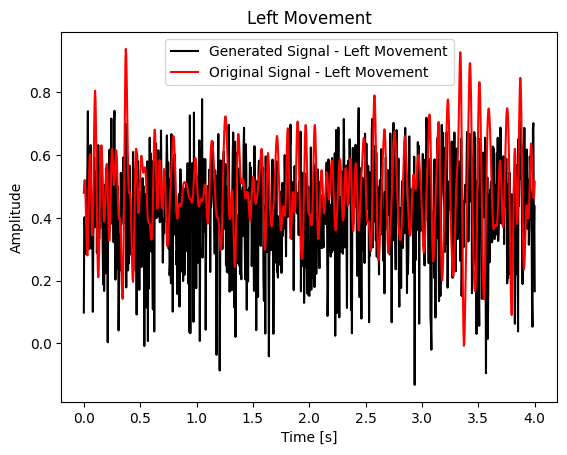 Left Movement
Generated Signal - Left Movement
Original Signal - Left Movement
Amplitude
0.8
0.6
0.4
0.2
0.0
0.0 0.5 1.0 1.5 2.0 2.5 3.0 3.5 4.0
Time [s]